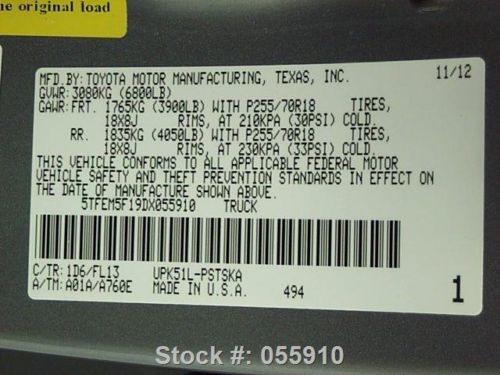 he original load
MFD.BY: TOYOTA MOTOR MANUFACTURING, TEXAS, INC. 11/12
GVWR: 3080KG (6800LB)
GAWR: FRT. 1765KG (3900LB) WITH P255/70R18 TIRES,
18X8J RIMS, AT 210KPA (30PSI) COLD.
RR. 1835KG (4050LB) WITH P255/70R18 TIRES,
18X8J RIMS, AT 230KPA (33PSI) COLD.
THIS VEHICLE CONFORMS TO ALL APPLICABLE FEDERAL MOTOR
VEHICLE SAFETY AND THEFT PREVENTION STANDARDS IN EFFECT
ON THE DATE OF MANUFACTURE SHOWN ABOVE.
5TFEM5F19DX055910 TRUCK
C/TR: 1D6/FL13 UPK51L-PSTSKA
A/TM: A01A/A760E MADE IN U.S.A. 494 1
Stock #: 055910